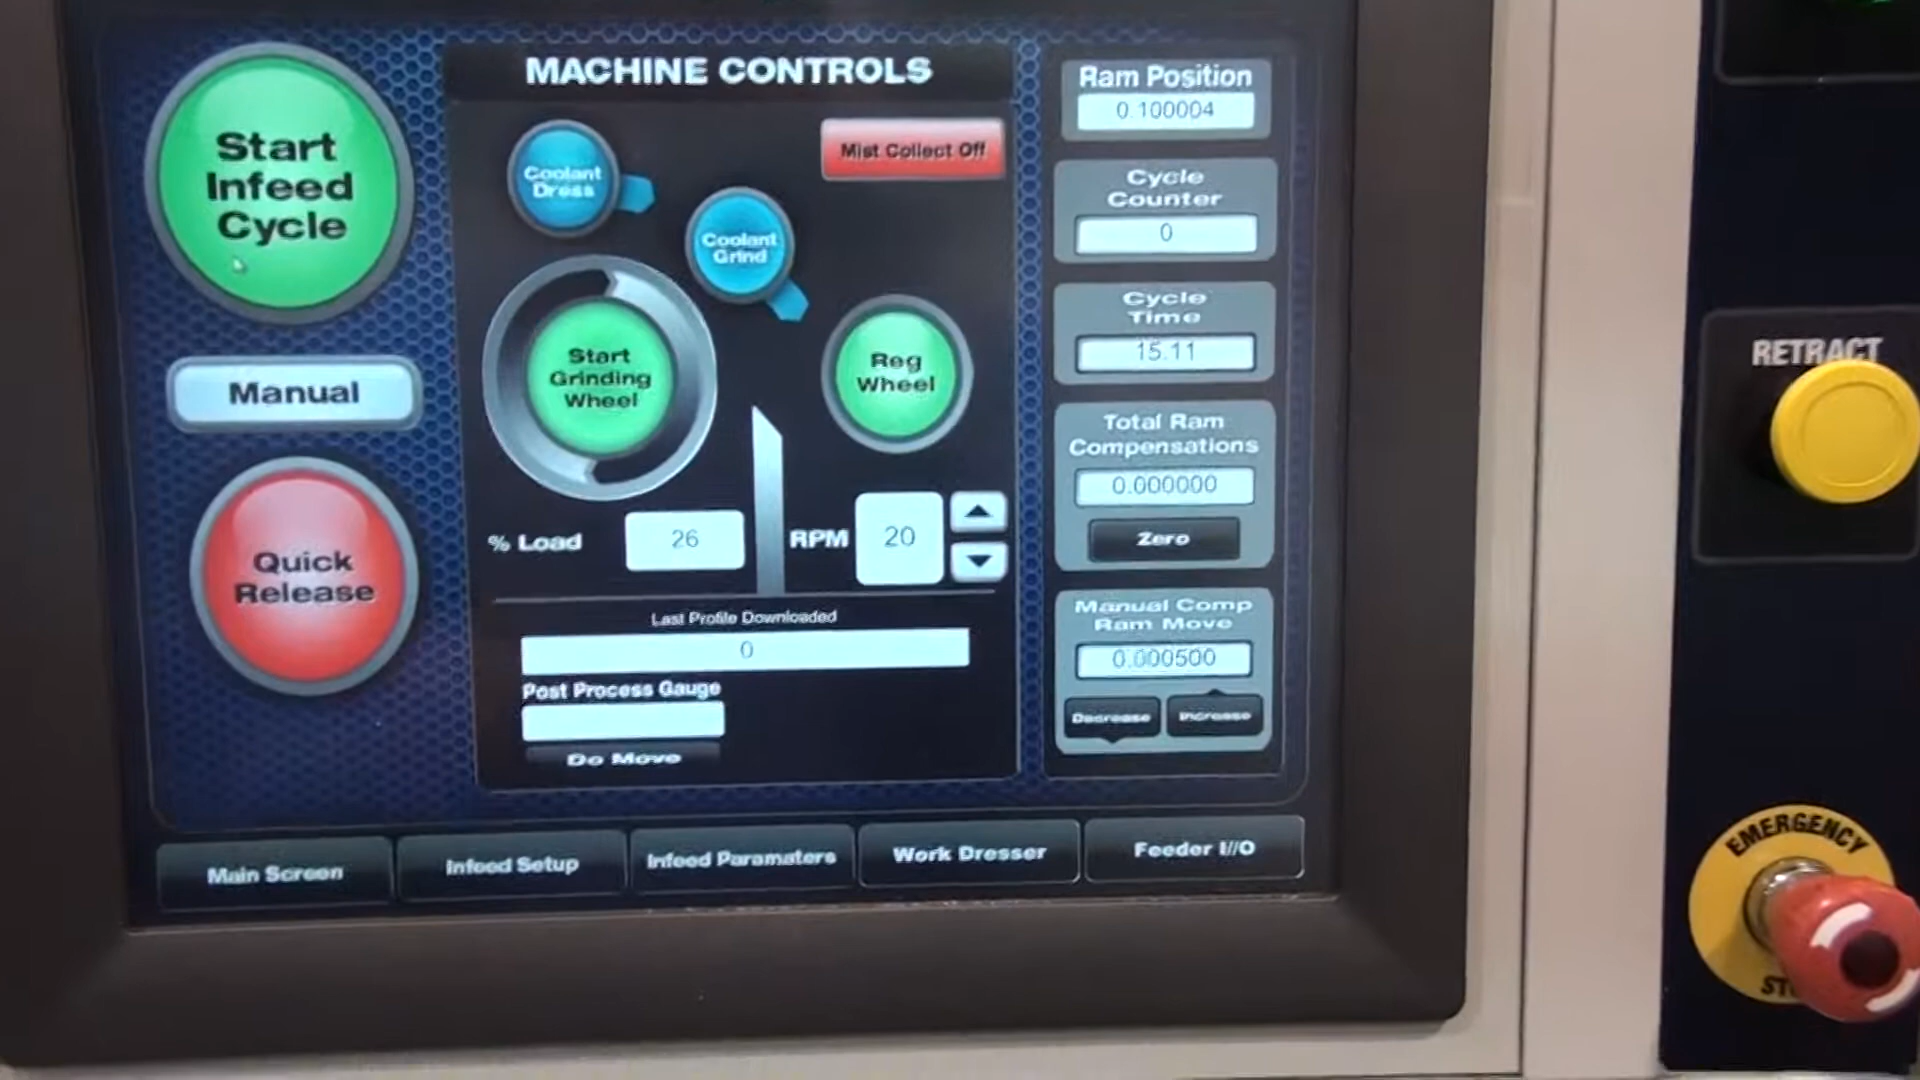 MACHINE CONTROLS
Start
Infeed
Cycle
Manual
Quick
Release
Coolant
Dress
Coolant
Grind
Mist Collect Off
Start
Grinding
Wheel
Reg
Wheel
% Load
26
RPM
20
Last Profile Downloaded
0
Post Process Gauge
Do Move
Ram Position
0.100004
Cycle
Counter
0
Cycle
Time
15.11
Total Ram
Compensations
0.000000
Zero
Manual Comp
Ram Move
0.000500
Decrease
Increase
Main Screen
Infeed Setup
Infeed Paramaters
Work Dresser
Feeder I//O
RETRACT
EMERGENCY